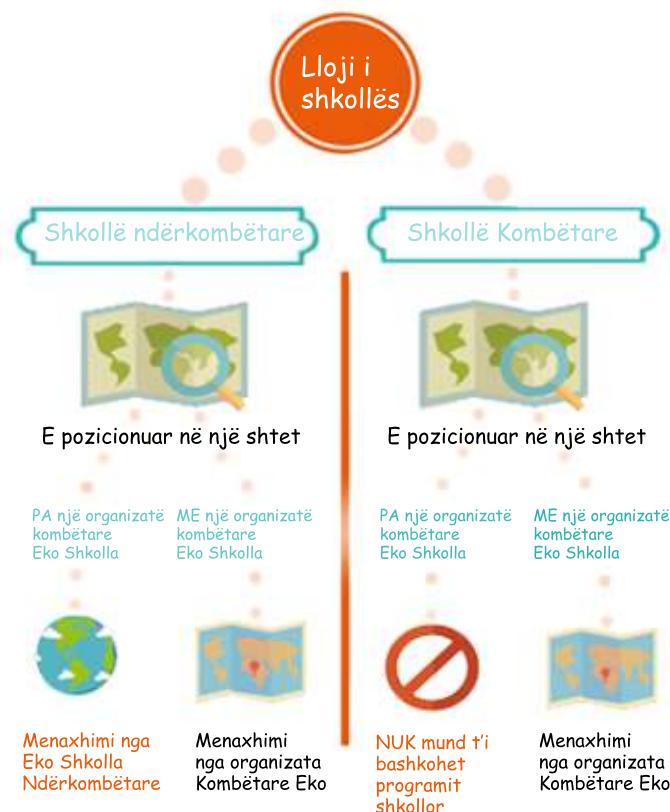 Lloji i
shkollës
Shkollë ndërkombëtare
Shkollë Kombëtare
E pozicionuar në një shtet
E pozicionuar në një shtet
PA një organizatë
kombëtare
Eko Shkolla
ME një organizatë
kombëtare
Eko Shkolla
PA një organizatë
kombëtare
Eko Shkolla
ME një organizatë
kombëtare
Eko Shkolla
Menaxhimi nga
Eko Shkolla
Ndërkombëtare
Menaxhimi
nga organizata
Kombëtare Eko
NUK mund t'i
bashkohet
programit
shkollor
Menaxhimi
nga organizata
Kombëtare Eko